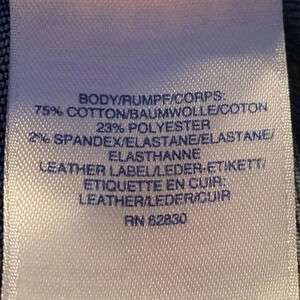 BODY/RUMPF/CORPS:
75% COTTON/BAUMWOLLE/COTON
23% POLYESTER
2% SPANDEX/ELASTANE/ELASTANE/
ELASTHANNE
LEATHER LABEL/LEDER-ETIKETT/
ETIQUETTE EN CUIR:
LEATHER/LEDER/CUIR
RN 62830